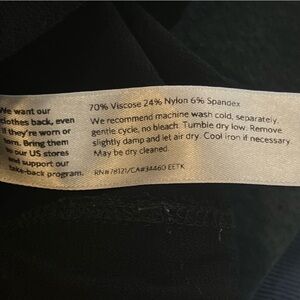 We want our
clothes back, even
if they're worn or
torn. Bring them
to our US stores
and support our
take-back program.
70% Viscose 24% Nylon 6% Spandex
We recommend machine wash cold, separately,
gentle cycle, no bleach. Tumble dry low. Remove
slightly damp and let air dry. Cool iron if necessary.
May be dry cleaned.
RN#78121/CA#34460 EETK